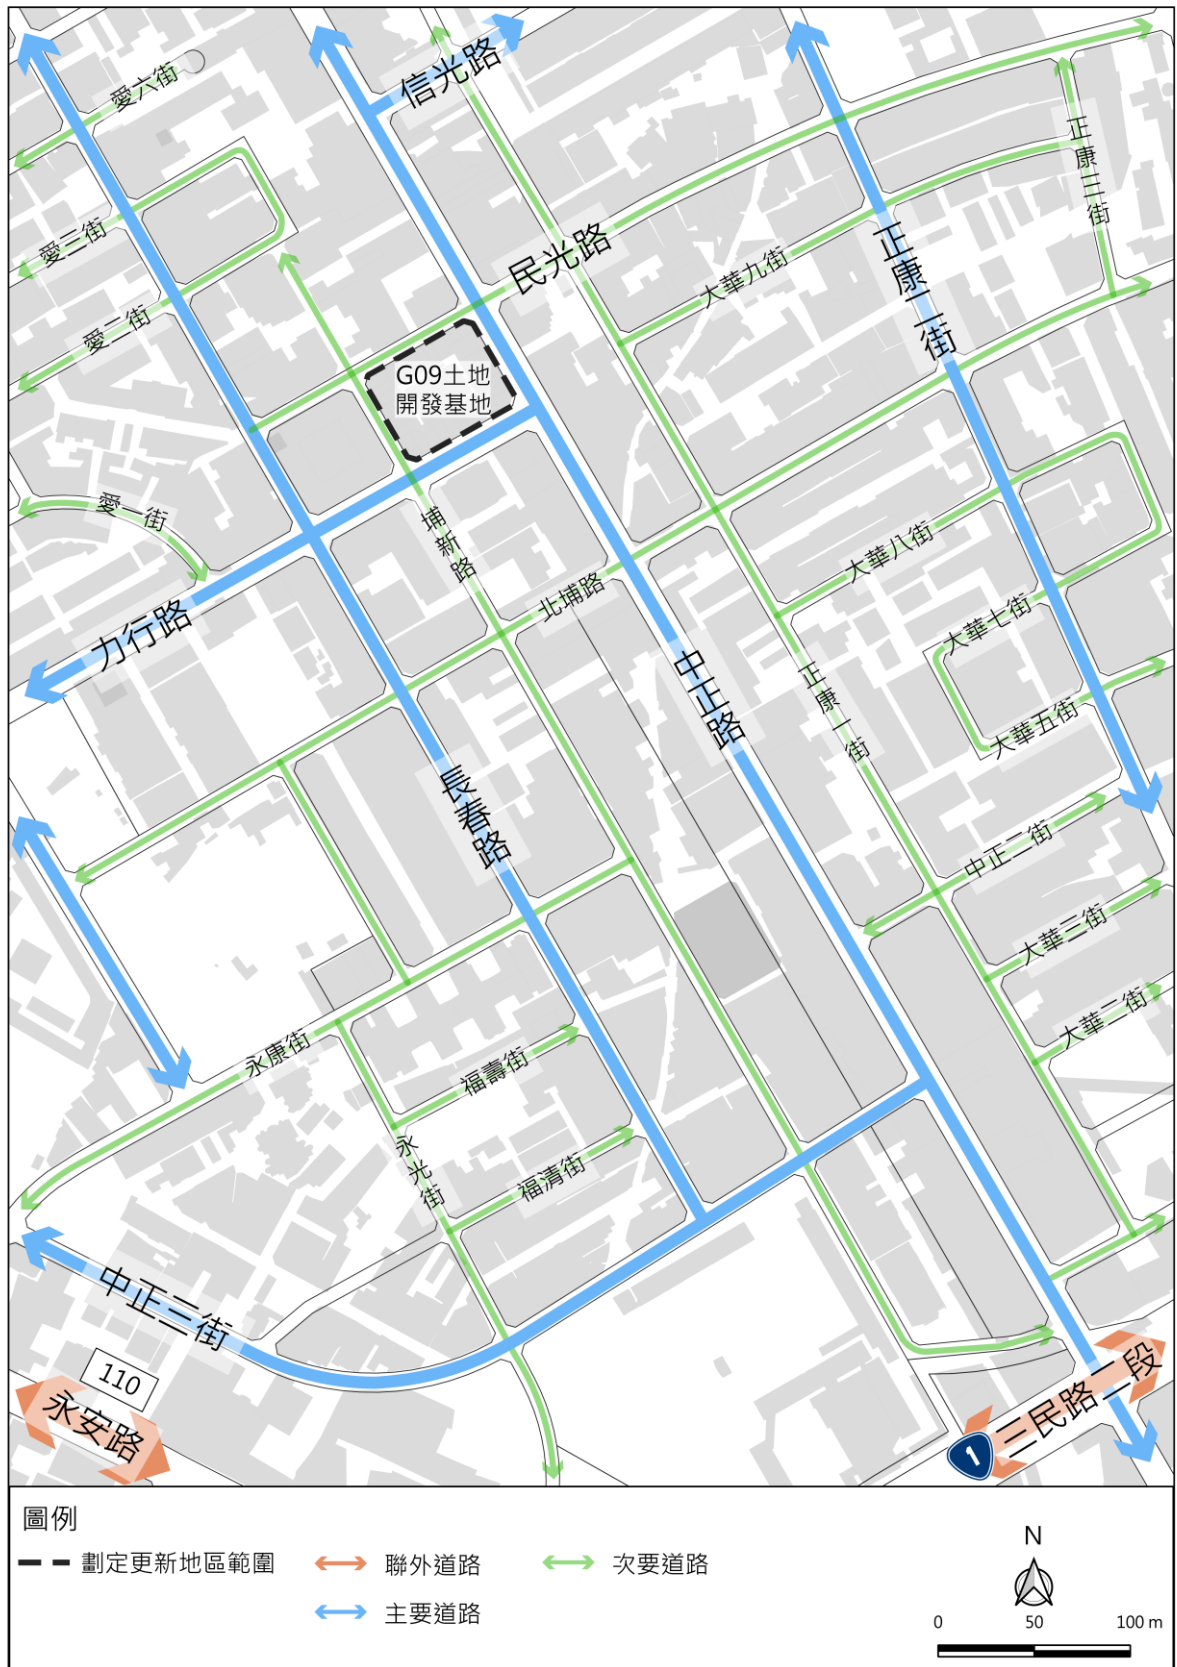 信光路
愛六街
正康三街
愛三街
民光路
正康二街
大華九街
愛二街
G09土地
開發基地
愛一街
埔新路
大華八街
北埔路
力行路
大華七街
中正路
正康一街
大華五街
長春路
中正二街
大華三街
大華二街
永康街
福壽街
永光街
福清街
中正三街
110
永安路
三民路二段
1
圖例
劃定更新地區範圍
聯外道路
次要道路
主要道路
N
0 50 100 m